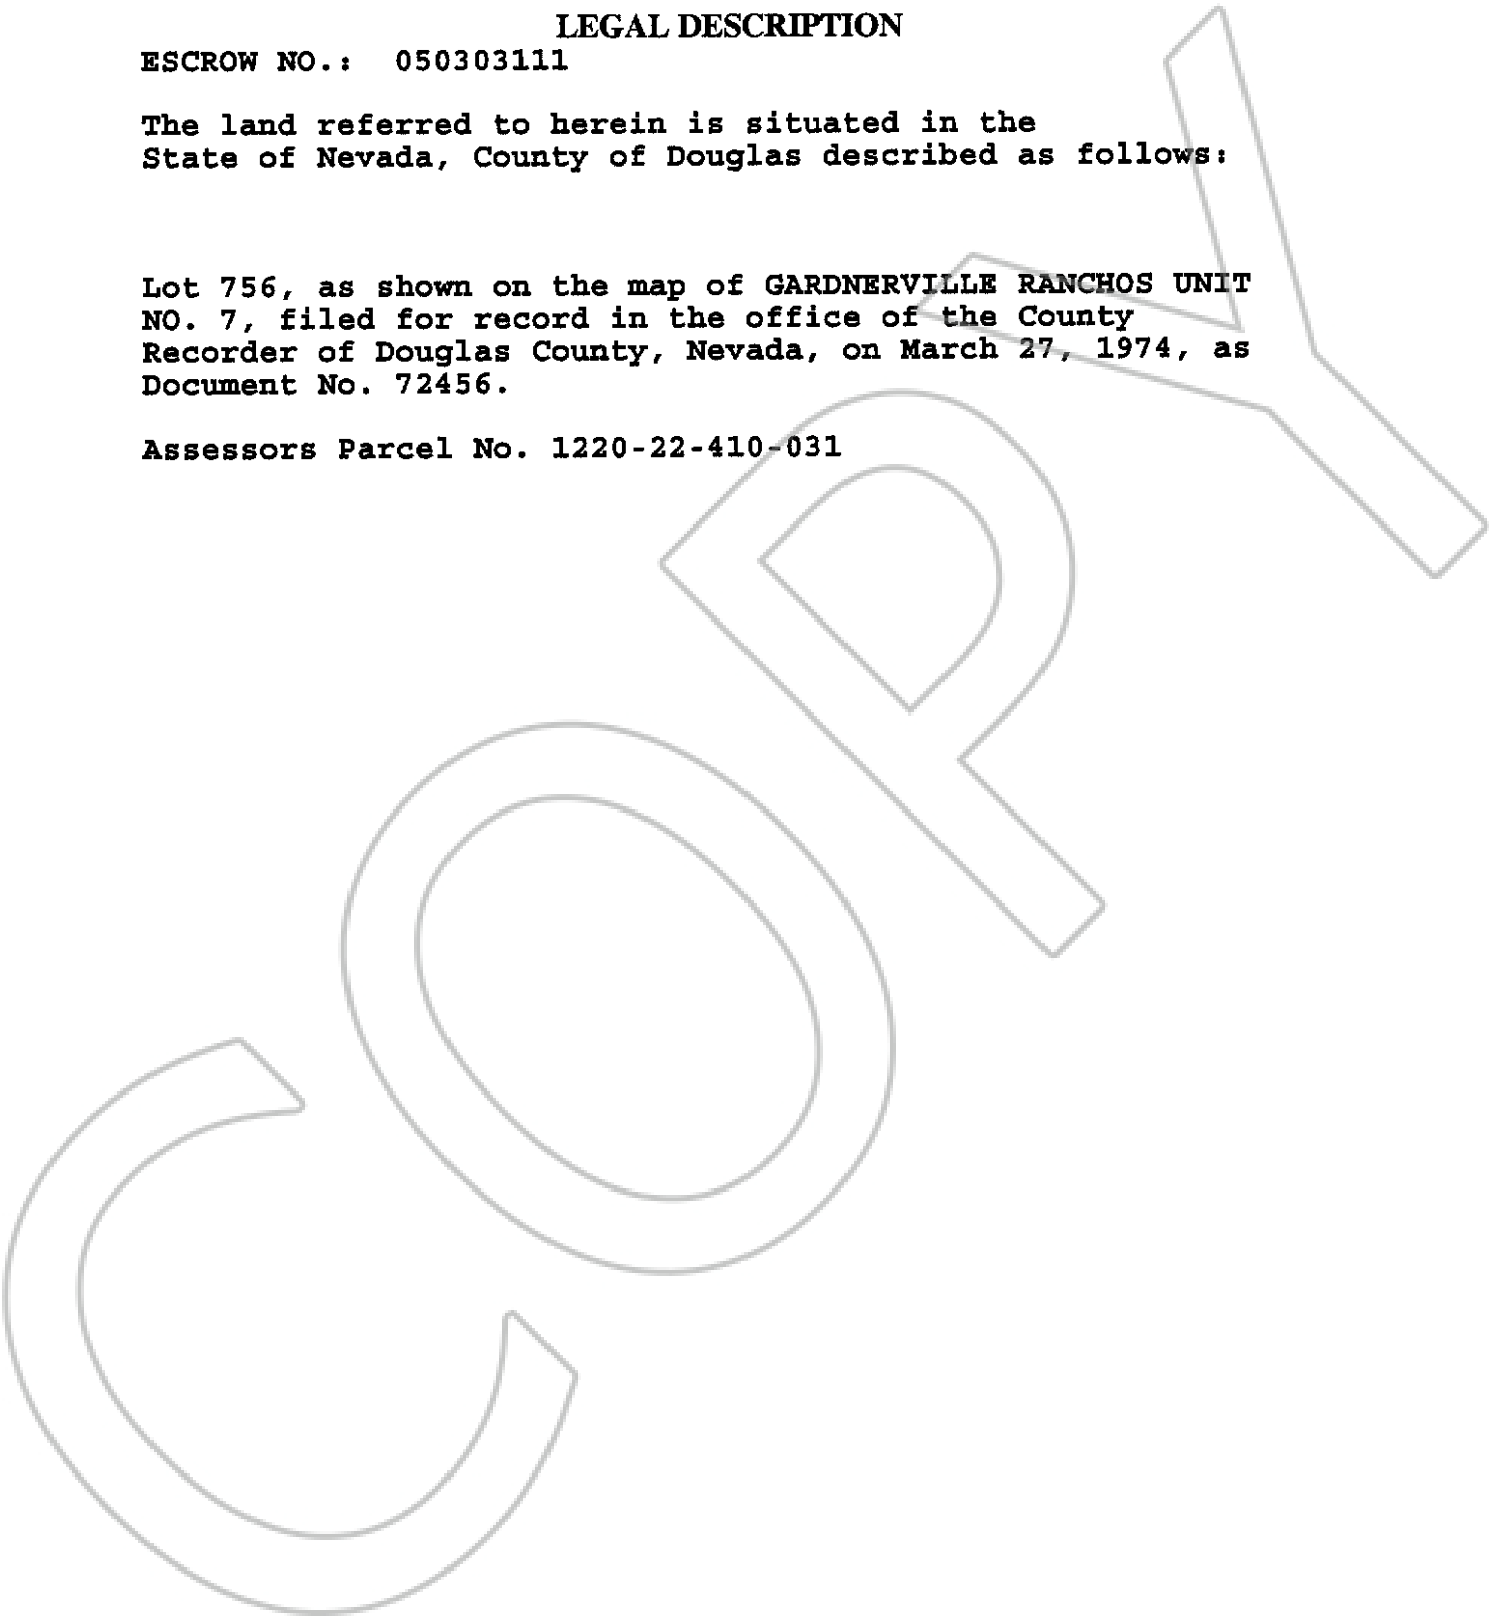 LEGAL DESCRIPTION
ESCROW NO.: 050303111
The land referred to herein is situated in the
State of Nevada, County of Douglas described as follows:
Lot 756, as shown on the map of GARDNERVILLE RANCHOS UNIT
NO. 7, filed for record in the office of the County
Recorder of Douglas County, Nevada, on March 27, 1974, as
Document No. 72456.
Assessors Parcel No. 1220-22-410-031
COPY